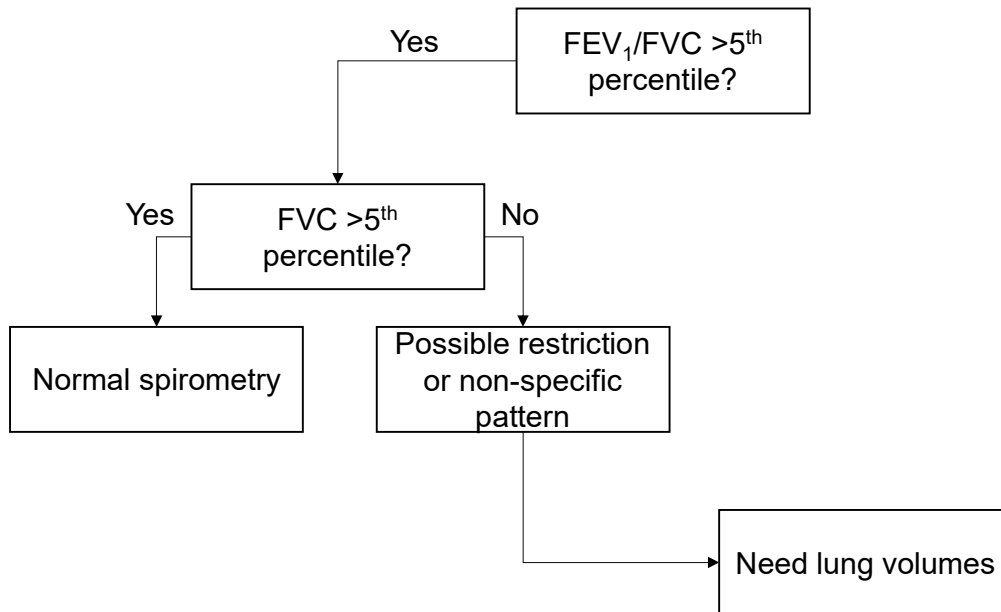 Yes
FEV₁/FVC >5ᵗʰ
percentile?
Yes
FVC >5ᵗʰ
percentile?
No
Normal spirometry
Possible restriction
or non-specific
pattern
Need lung volumes